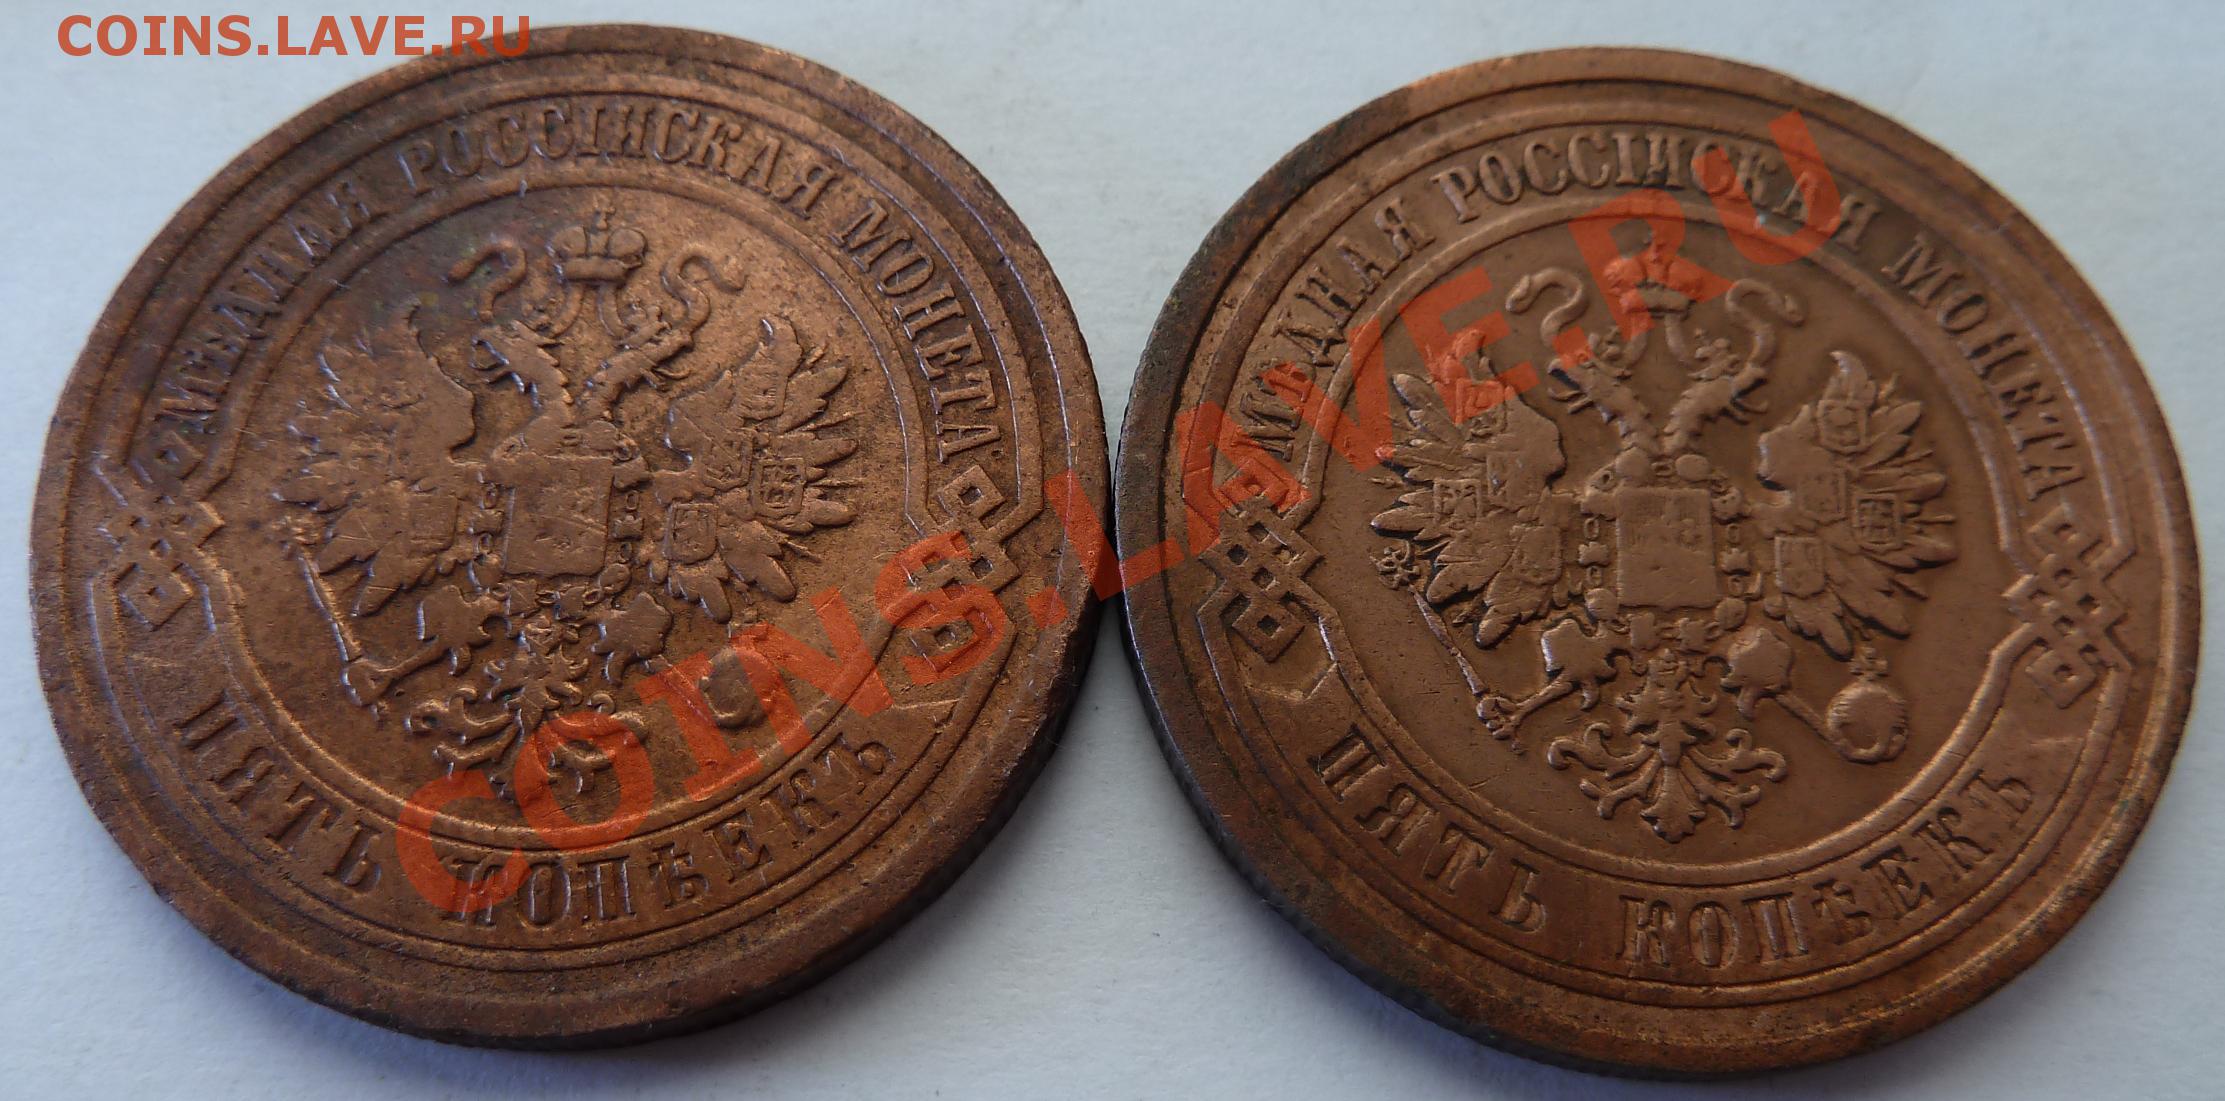 COINS.LAVE.RU
МѢДНАЯ РОССІЙСКАЯ МОНЕТА
ПЯТЬ КОПѢЕКЪ
МѢДНАЯ РОССІЙСКАЯ МОНЕТА
ПЯТЬ КОПѢЕКЪ
COINS.LAVE.RU